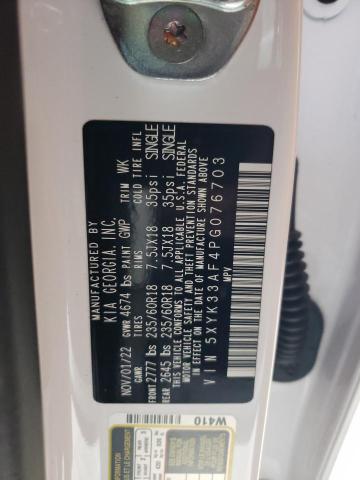 MANUFACTURED BY
KIA GEORGIA, INC.
NOV/01/22 GVWR 4674 lbs PAINT GWP TRIM WK
GAWR TIRES RIMS COLD TIRE INFL
FRONT 2777 lbs 235/60R18 7.5JX18 35psi SINGLE
REAR 2645 lbs 235/60R18 7.5JX18 35psi SINGLE
THIS VEHICLE CONFORMS TO ALL APPLICABLE U.S.A. FEDERAL
MOTOR VEHICLE SAFETY AND THEFT PREVENTION STANDARDS
IN EFFECT ON THE DATE OF MANUFACTURE SHOWN ABOVE
VIN 5XYK33AF4PG076703
MPV
W410